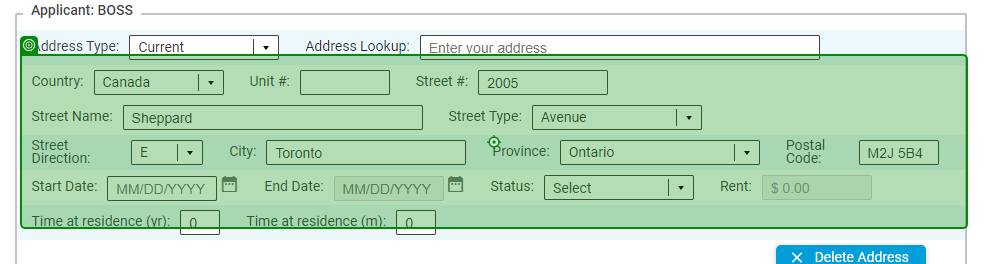 Applicant: BOSS
Address Type: Current Address Lookup: Enter your address
Country: Canada Unit #: Street #: 2005
Street Name: Sheppard Street Type: Avenue
Street Direction: E City: Toronto Province: Ontario Postal Code: M2J 5B4
Start Date: MM/DD/YYYY End Date: MM/DD/YYYY Status: Select Rent: $ 0.00
Time at residence (yr): 0 Time at residence (m): 0
Delete Address